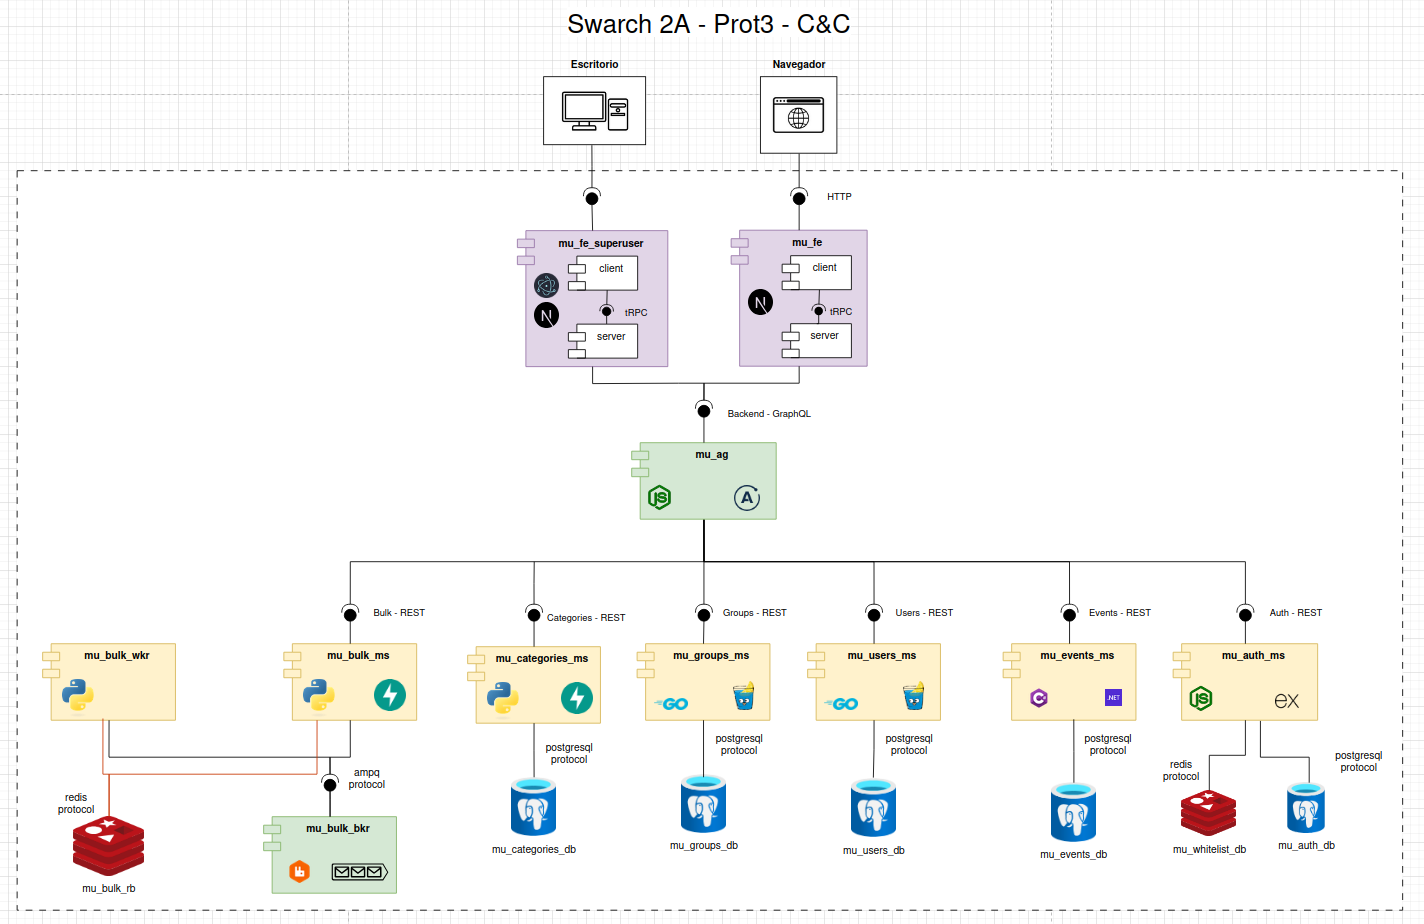 Swarch 2A - Prot3 - C&C
Escritorio
Navegador
HTTP
mu_fe_superuser
client
N
tRPC
server
mu_fe
client
N
tRPC
server
Backend - GraphQL
mu_ag
JS
A
Bulk - REST
Categories - REST
Groups - REST
Users - REST
Events - REST
Auth - REST
mu_bulk_wkr
mu_bulk_ms
mu_categories_ms
mu_groups_ms
GO
mu_users_ms
GO
mu_events_ms
C#
.NET
mu_auth_ms
JS
ex
redis
protocol
ampq
protocol
postgresql
protocol
postgresql
protocol
postgresql
protocol
postgresql
protocol
redis
protocol
postgresql
protocol
mu_bulk_rb
mu_bulk_bkr
mu_categories_db
mu_groups_db
mu_users_db
mu_events_db
mu_whitelist_db
mu_auth_db